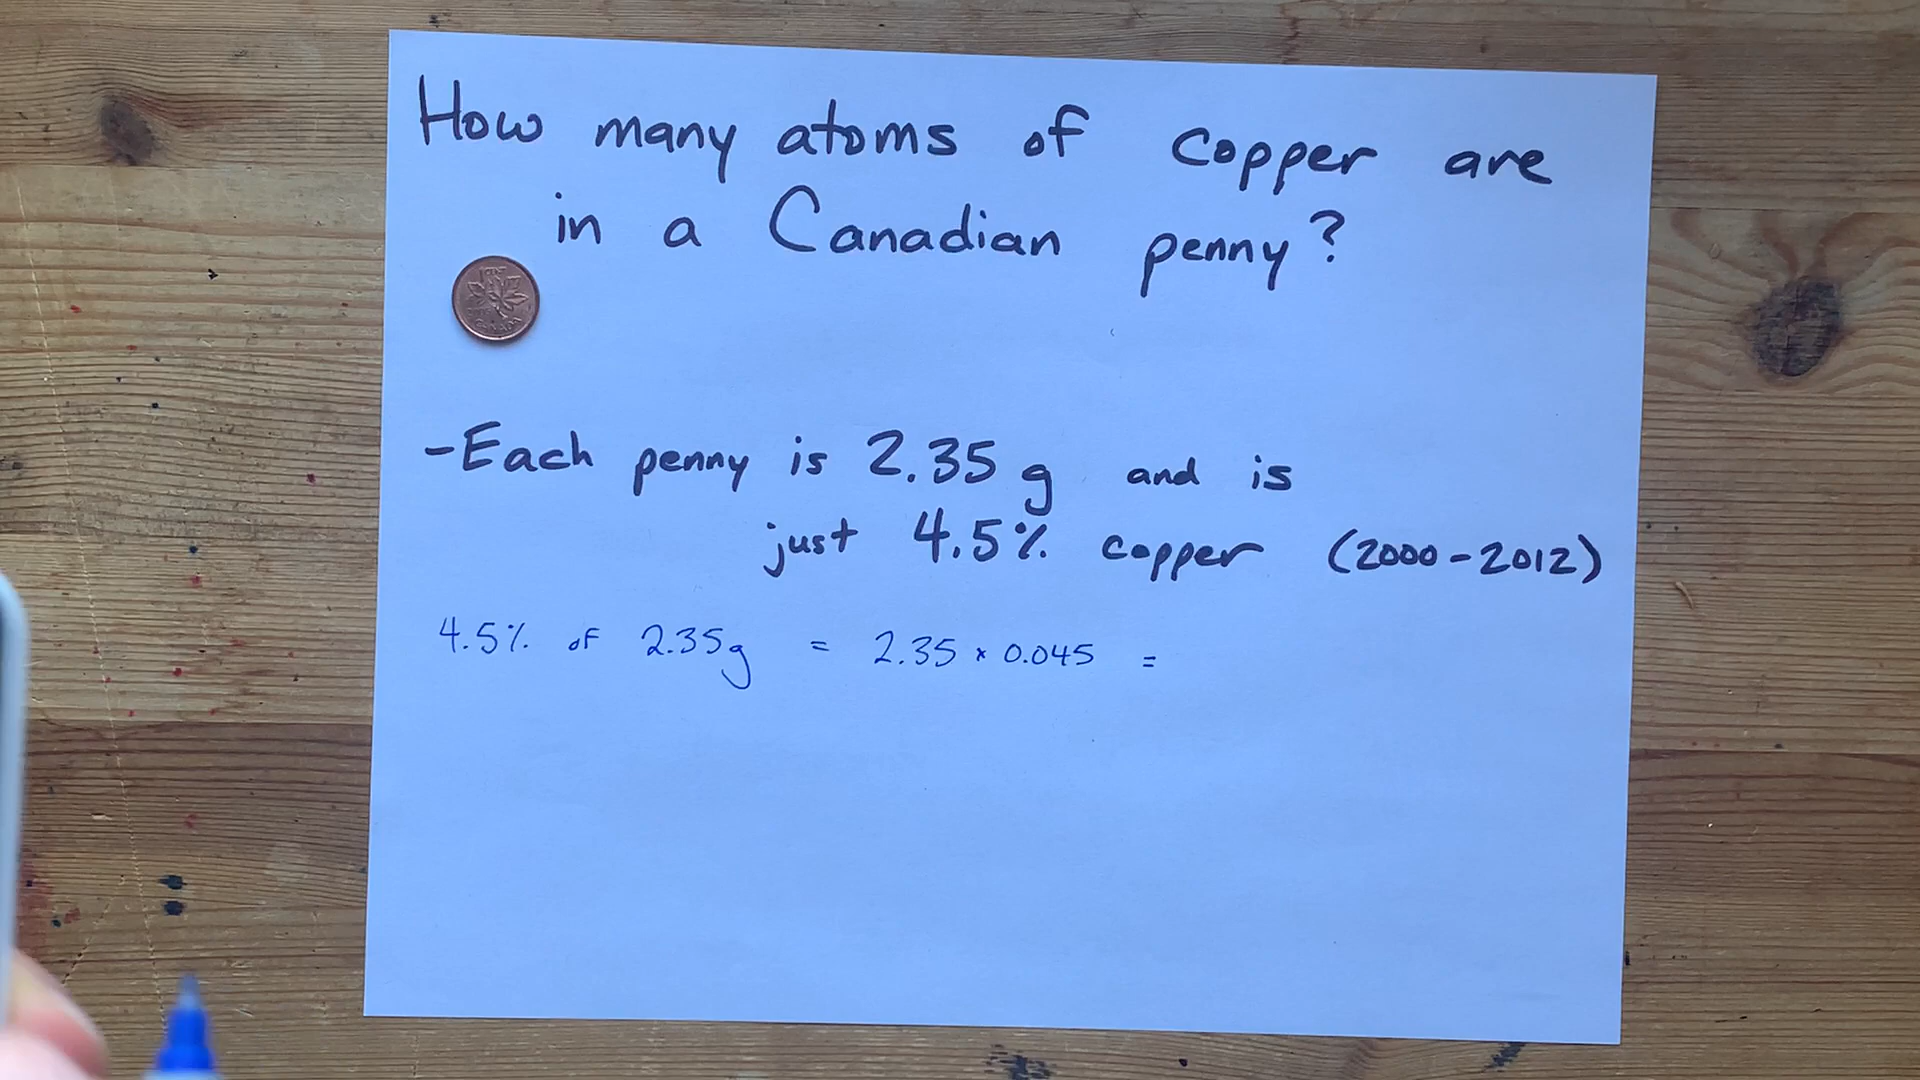 How many atoms of copper are
in a Canadian penny?
CANADA
-Each penny is 2.35 g and is
just 4.5% copper (2000-2012)
4.5% of 2.35g = 2.35 × 0.045 =